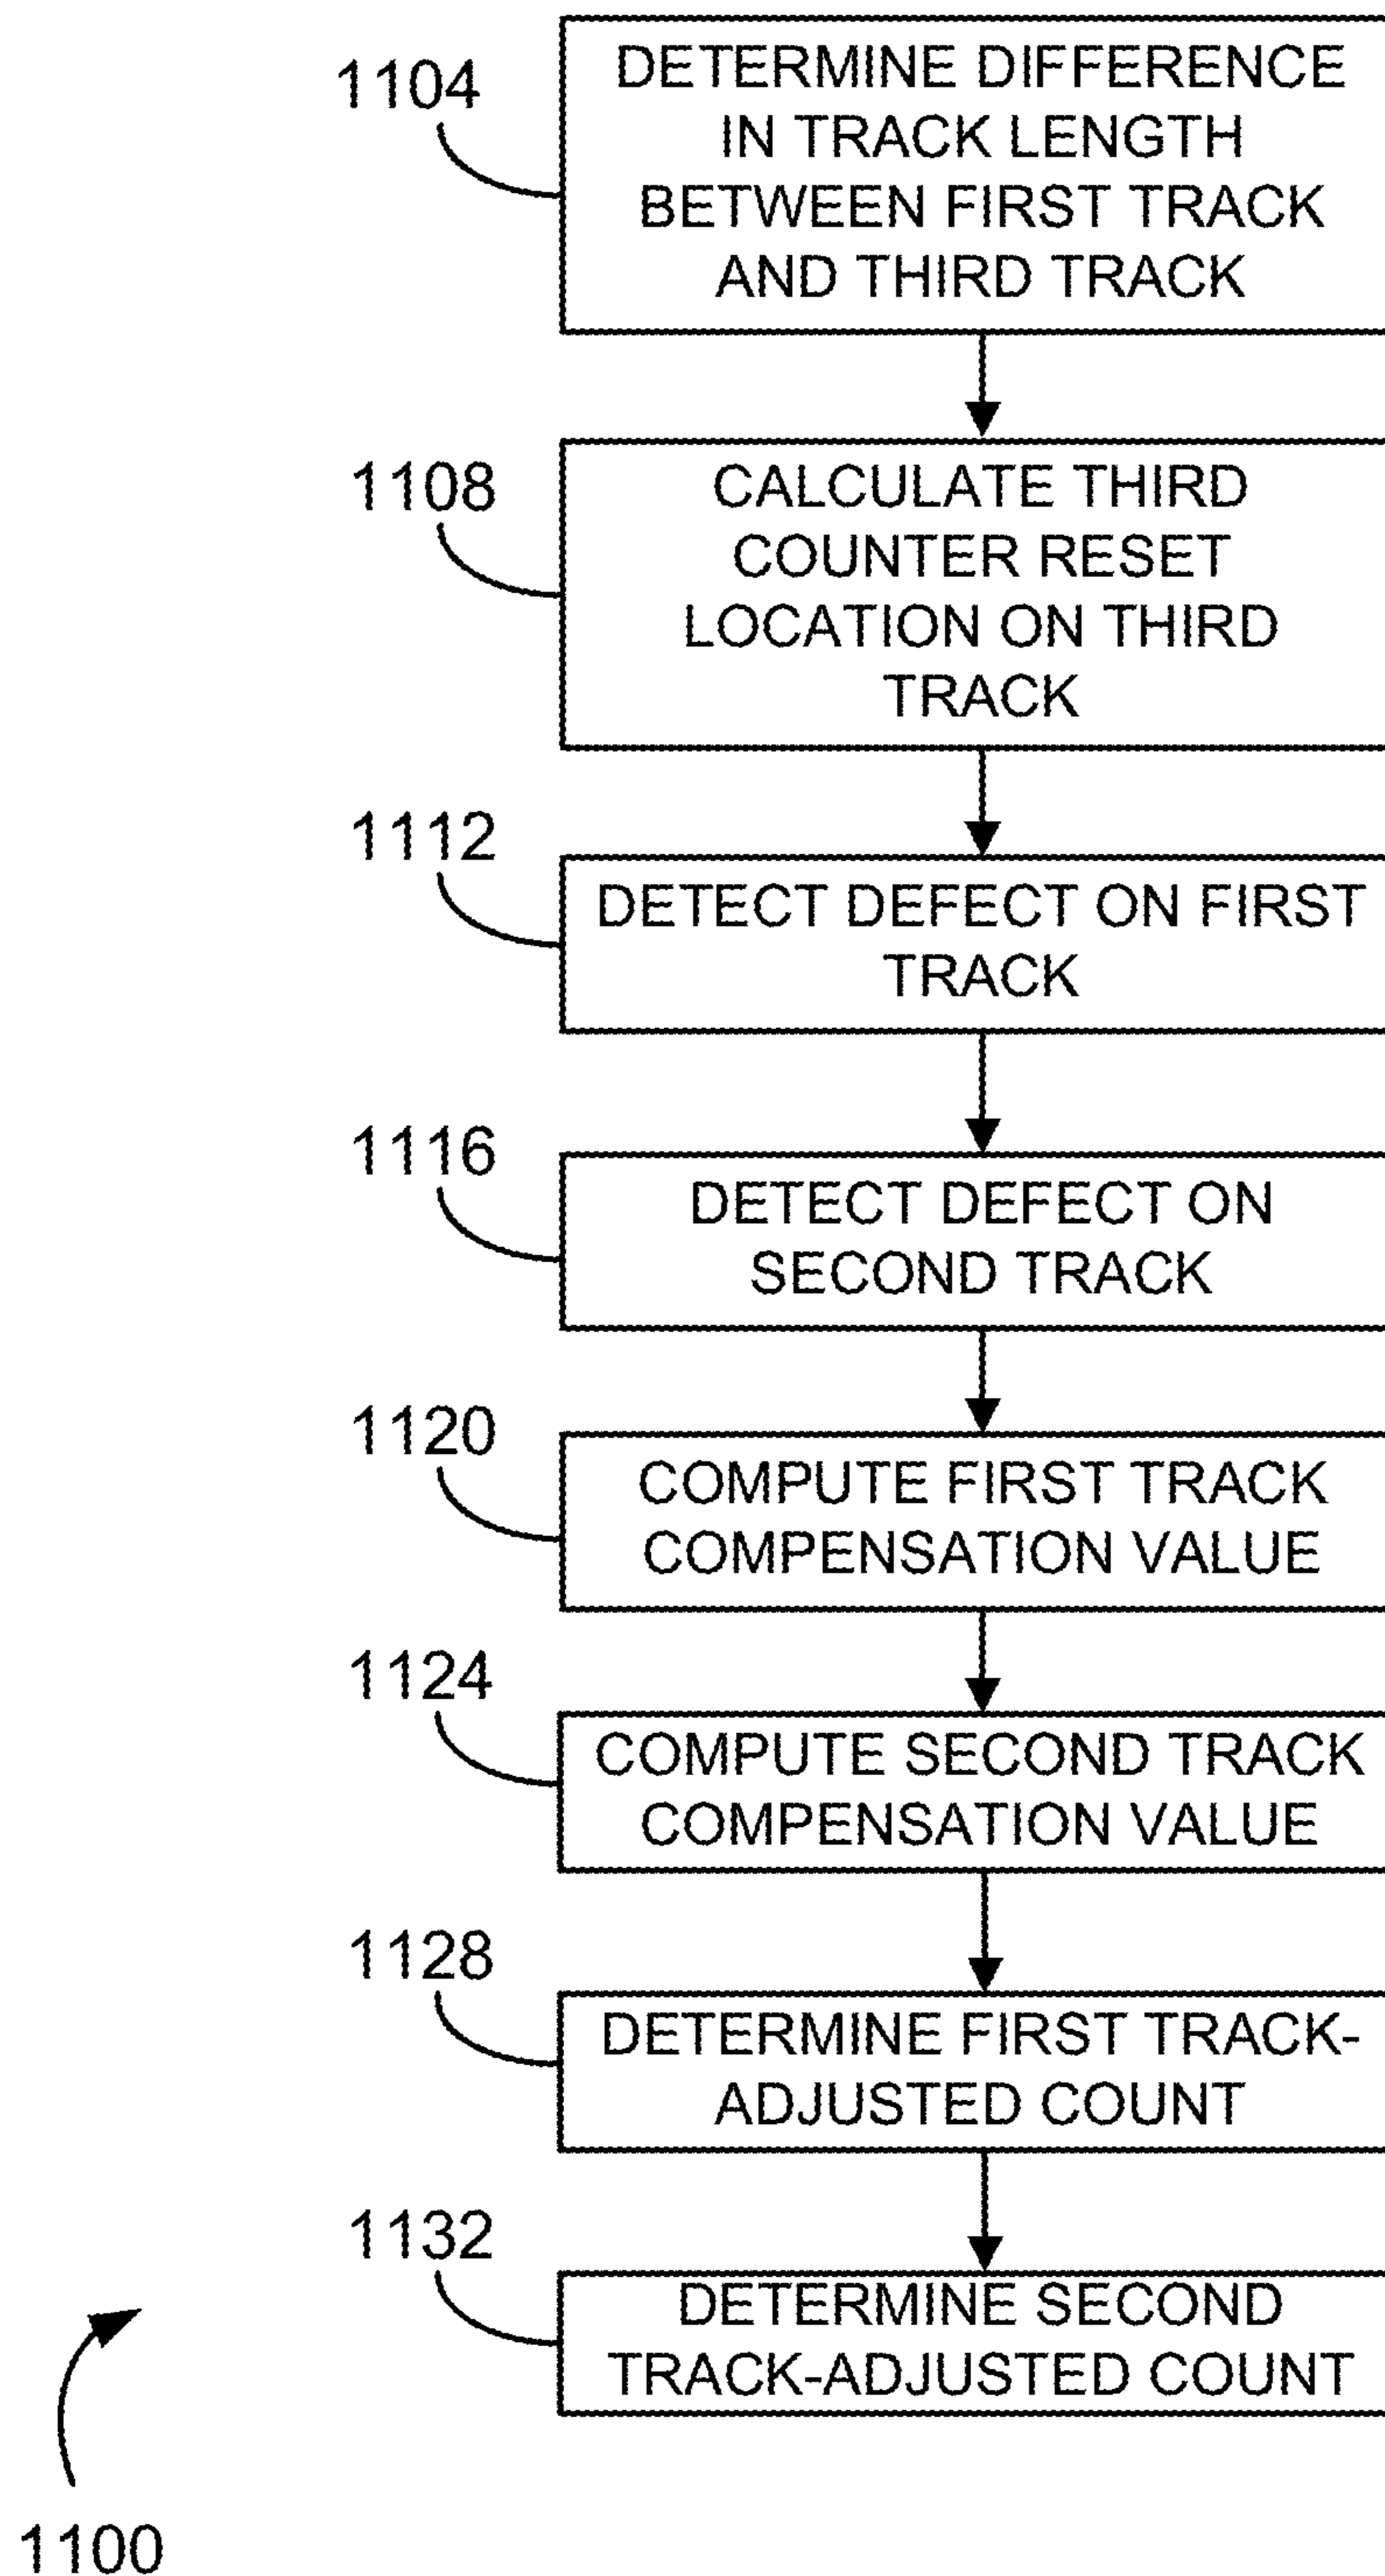 1104
DETERMINE DIFFERENCE
IN TRACK LENGTH
BETWEEN FIRST TRACK
AND THIRD TRACK
1108
CALCULATE THIRD
COUNTER RESET
LOCATION ON THIRD
TRACK
1112
DETECT DEFECT ON FIRST
TRACK
1116
DETECT DEFECT ON
SECOND TRACK
1120
COMPUTE FIRST TRACK
COMPENSATION VALUE
1124
COMPUTE SECOND TRACK
COMPENSATION VALUE
1128
DETERMINE FIRST TRACK-
ADJUSTED COUNT
1132
DETERMINE SECOND
TRACK-ADJUSTED COUNT
1100